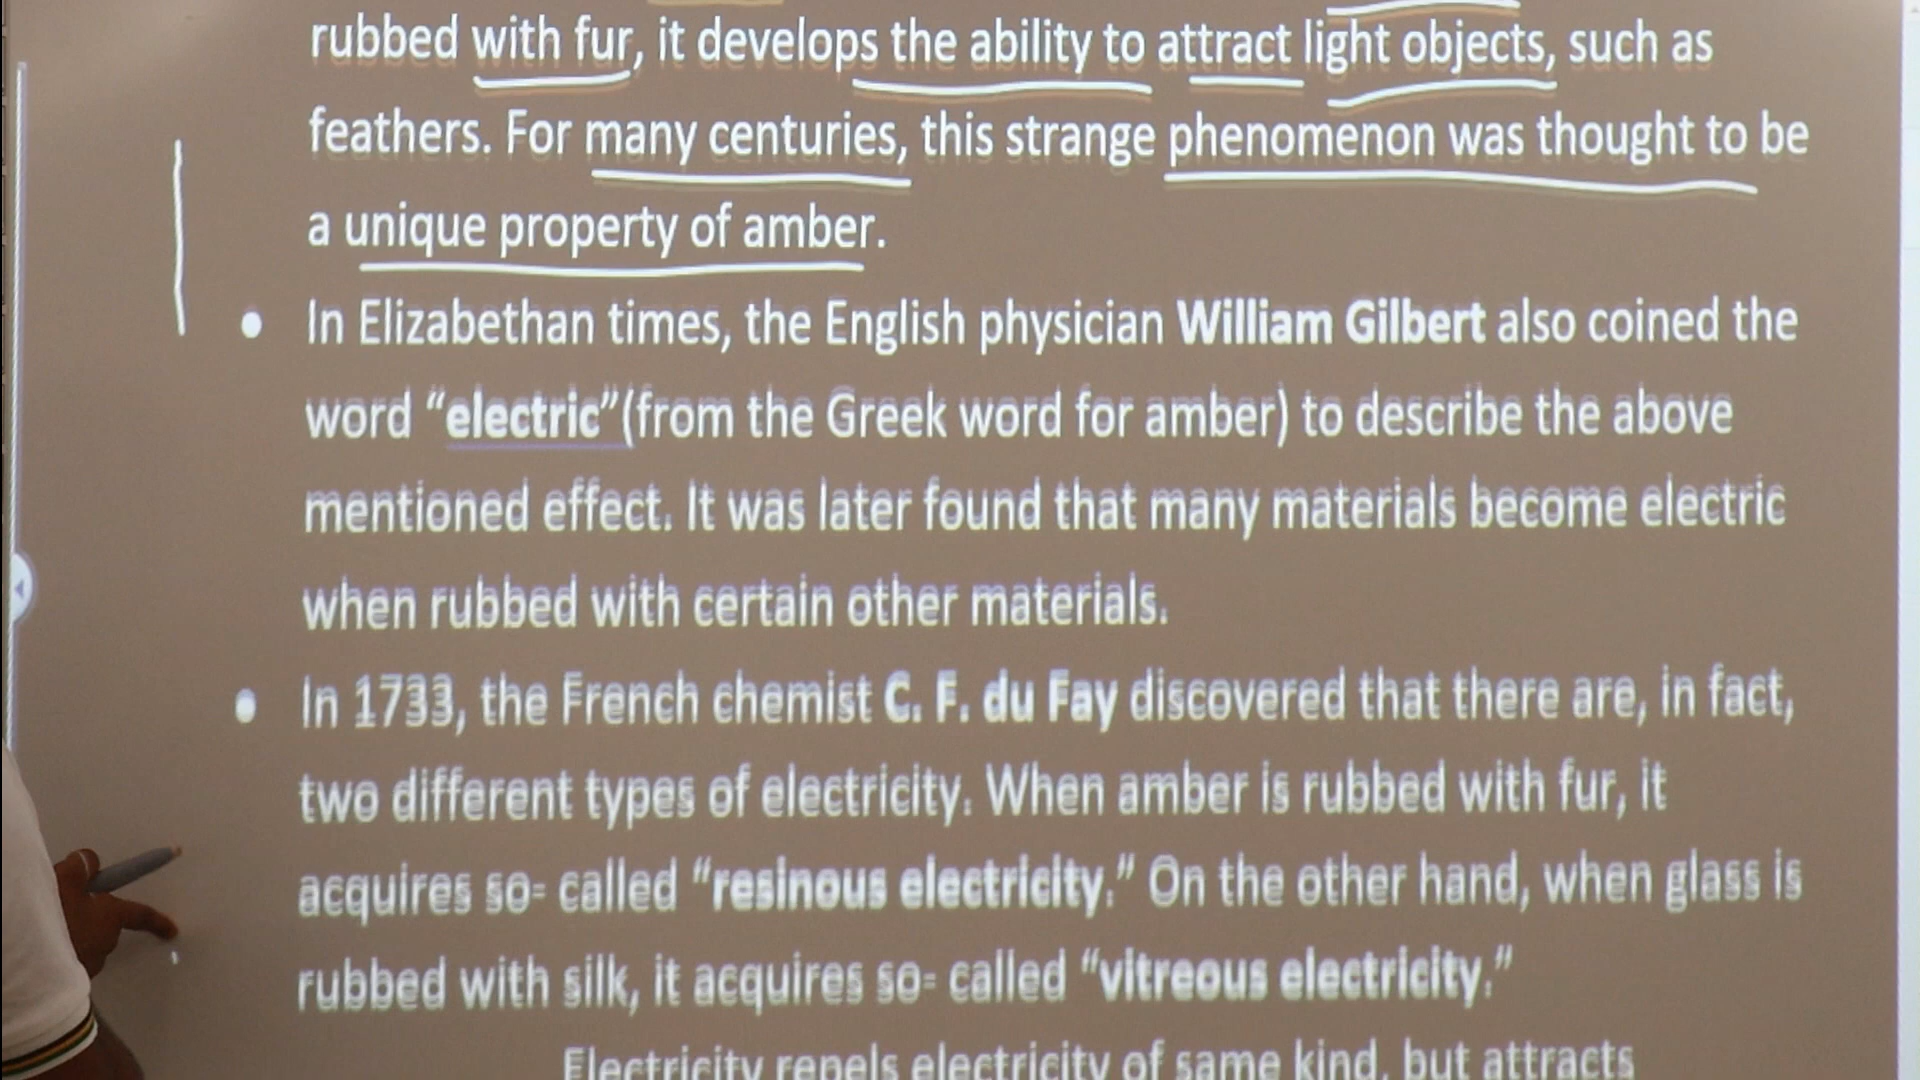 rubbed with fur, it develops the ability to attract light objects, such as
feathers. For many centuries, this strange phenomenon was thought to be
a unique property of amber.
• In Elizabethan times, the English physician William Gilbert also coined the
word “electric”(from the Greek word for amber) to describe the above
mentioned effect. It was later found that many materials become electric
when rubbed with certain other materials.
• In 1733, the French chemist C. F. du Fay discovered that there are, in fact,
two different types of electricity. When amber is rubbed with fur, it
acquires so- called “resinous electricity.” On the other hand, when glass is
rubbed with silk, it acquires so- called “vitreous electricity.”
Electricity repels electricity of same kind, but attracts